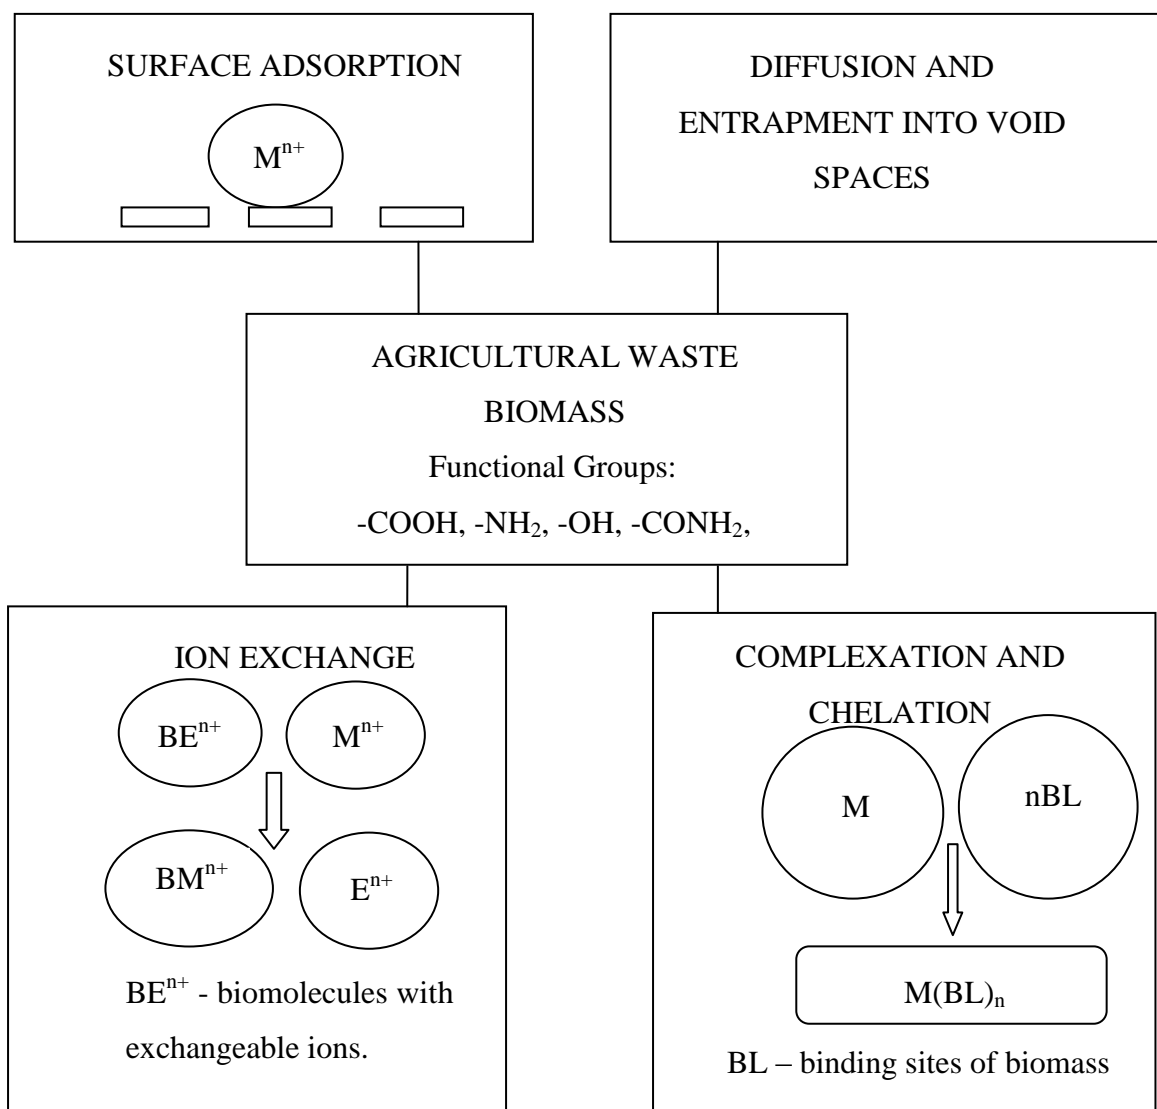 SURFACE ADSORPTION
Mⁿ⁺
DIFFUSION AND
ENTRAPMENT INTO VOID
SPACES
AGRICULTURAL WASTE
BIOMASS
Functional Groups:
-COOH, -NH₂, -OH, -CONH₂,
ION EXCHANGE
BEⁿ⁺ Mⁿ⁺
BMⁿ⁺ Eⁿ⁺
BEⁿ⁺ - biomolecules with
exchangeable ions.
COMPLEXATION AND
CHELATION
M nBL
M(BL)ₙ
BL – binding sites of biomass